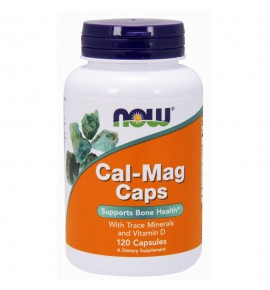 NOW
Cal-Mag
Caps
Supports Bone Health*
With Trace Minerals
and Vitamin D
120 Capsules
A Dietary Supplement